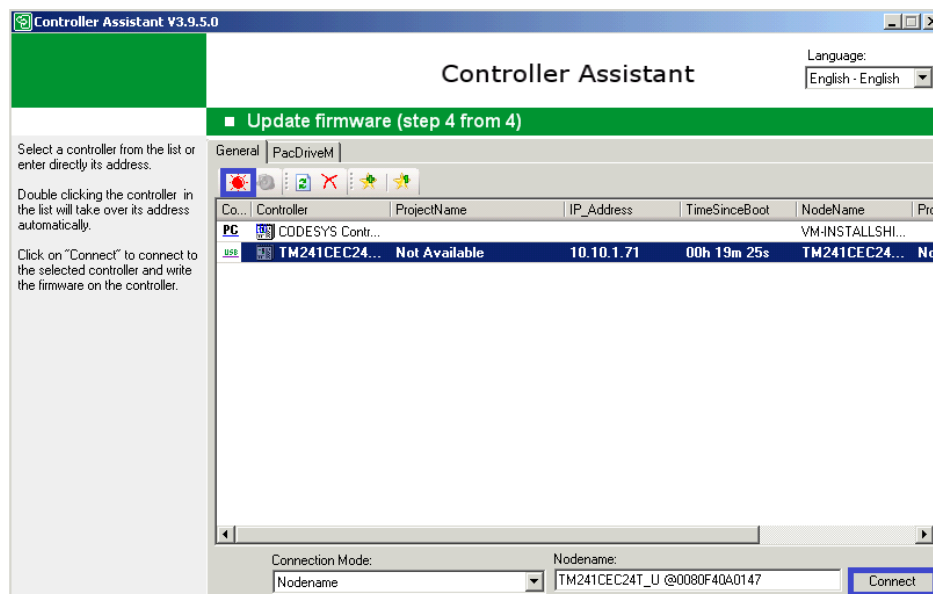 Controller Assistant V3.9.5.0
Controller Assistant
Language:
English - English
Update firmware (step 4 from 4)
Select a controller from the list or
enter directly its address.
Double clicking the controller in
the list will take over its address
automatically.
Click on "Connect" to connect to
the selected controller and write
the firmware on the controller.
General PacDriveM
Co... Controller ProjectName IP_Address TimeSinceBoot NodeName Pro
PC CODESYS Contr... VM-INSTALLSHI...
USB TM241CEC24... Not Available 10.10.1.71 00h 19m 25s TM241CEC24... No
Connection Mode:
Nodename
Nodename:
TM241CEC24T_U @0080F40A0147
Connect